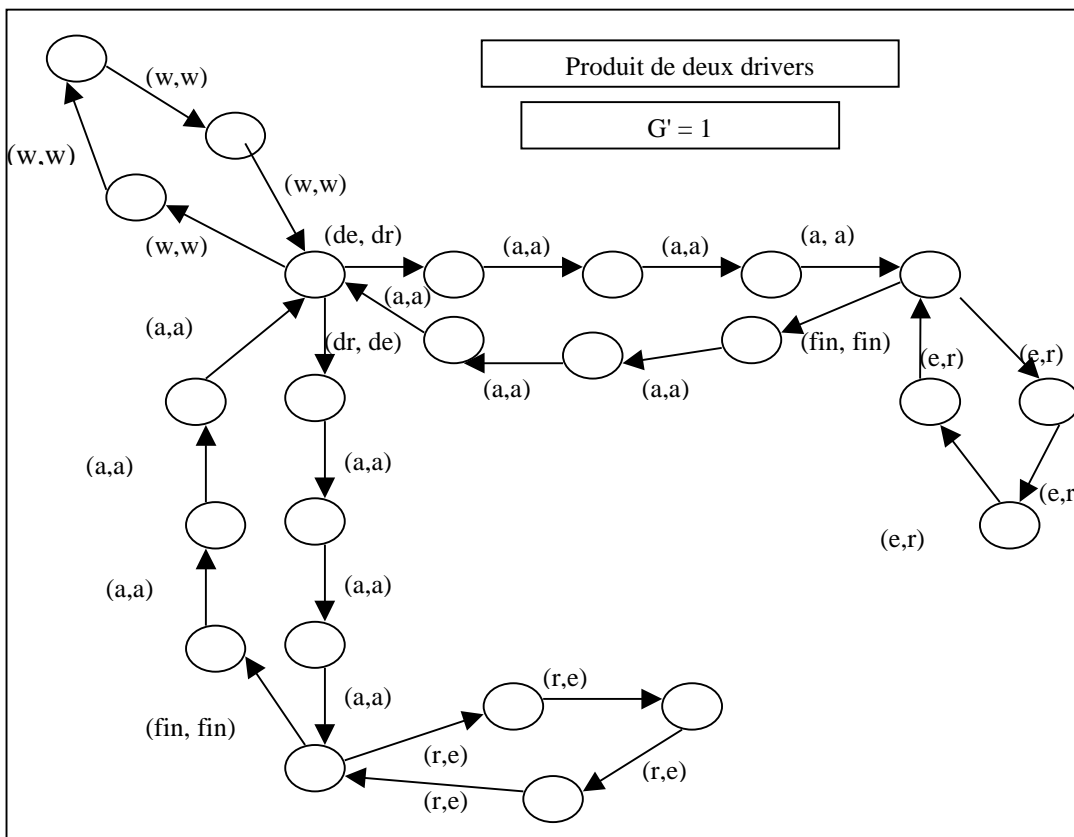 Produit de deux drivers
(w,w)
G' = 1
(w,w)
(w,w)
(w,w)
(de, dr)
(a,a)
(a,a)
(a, a)
(a,a)
(a,a)
(dr, de)
(fin, fin)
(e,r)
(e,r)
(a,a)
(a,a)
(a,a)
(a,a)
(e,r)
(e,r)
(a,a)
(a,a)
(r,e)
(a,a)
(fin, fin)
(r,e)
(r,e)
(r,e)